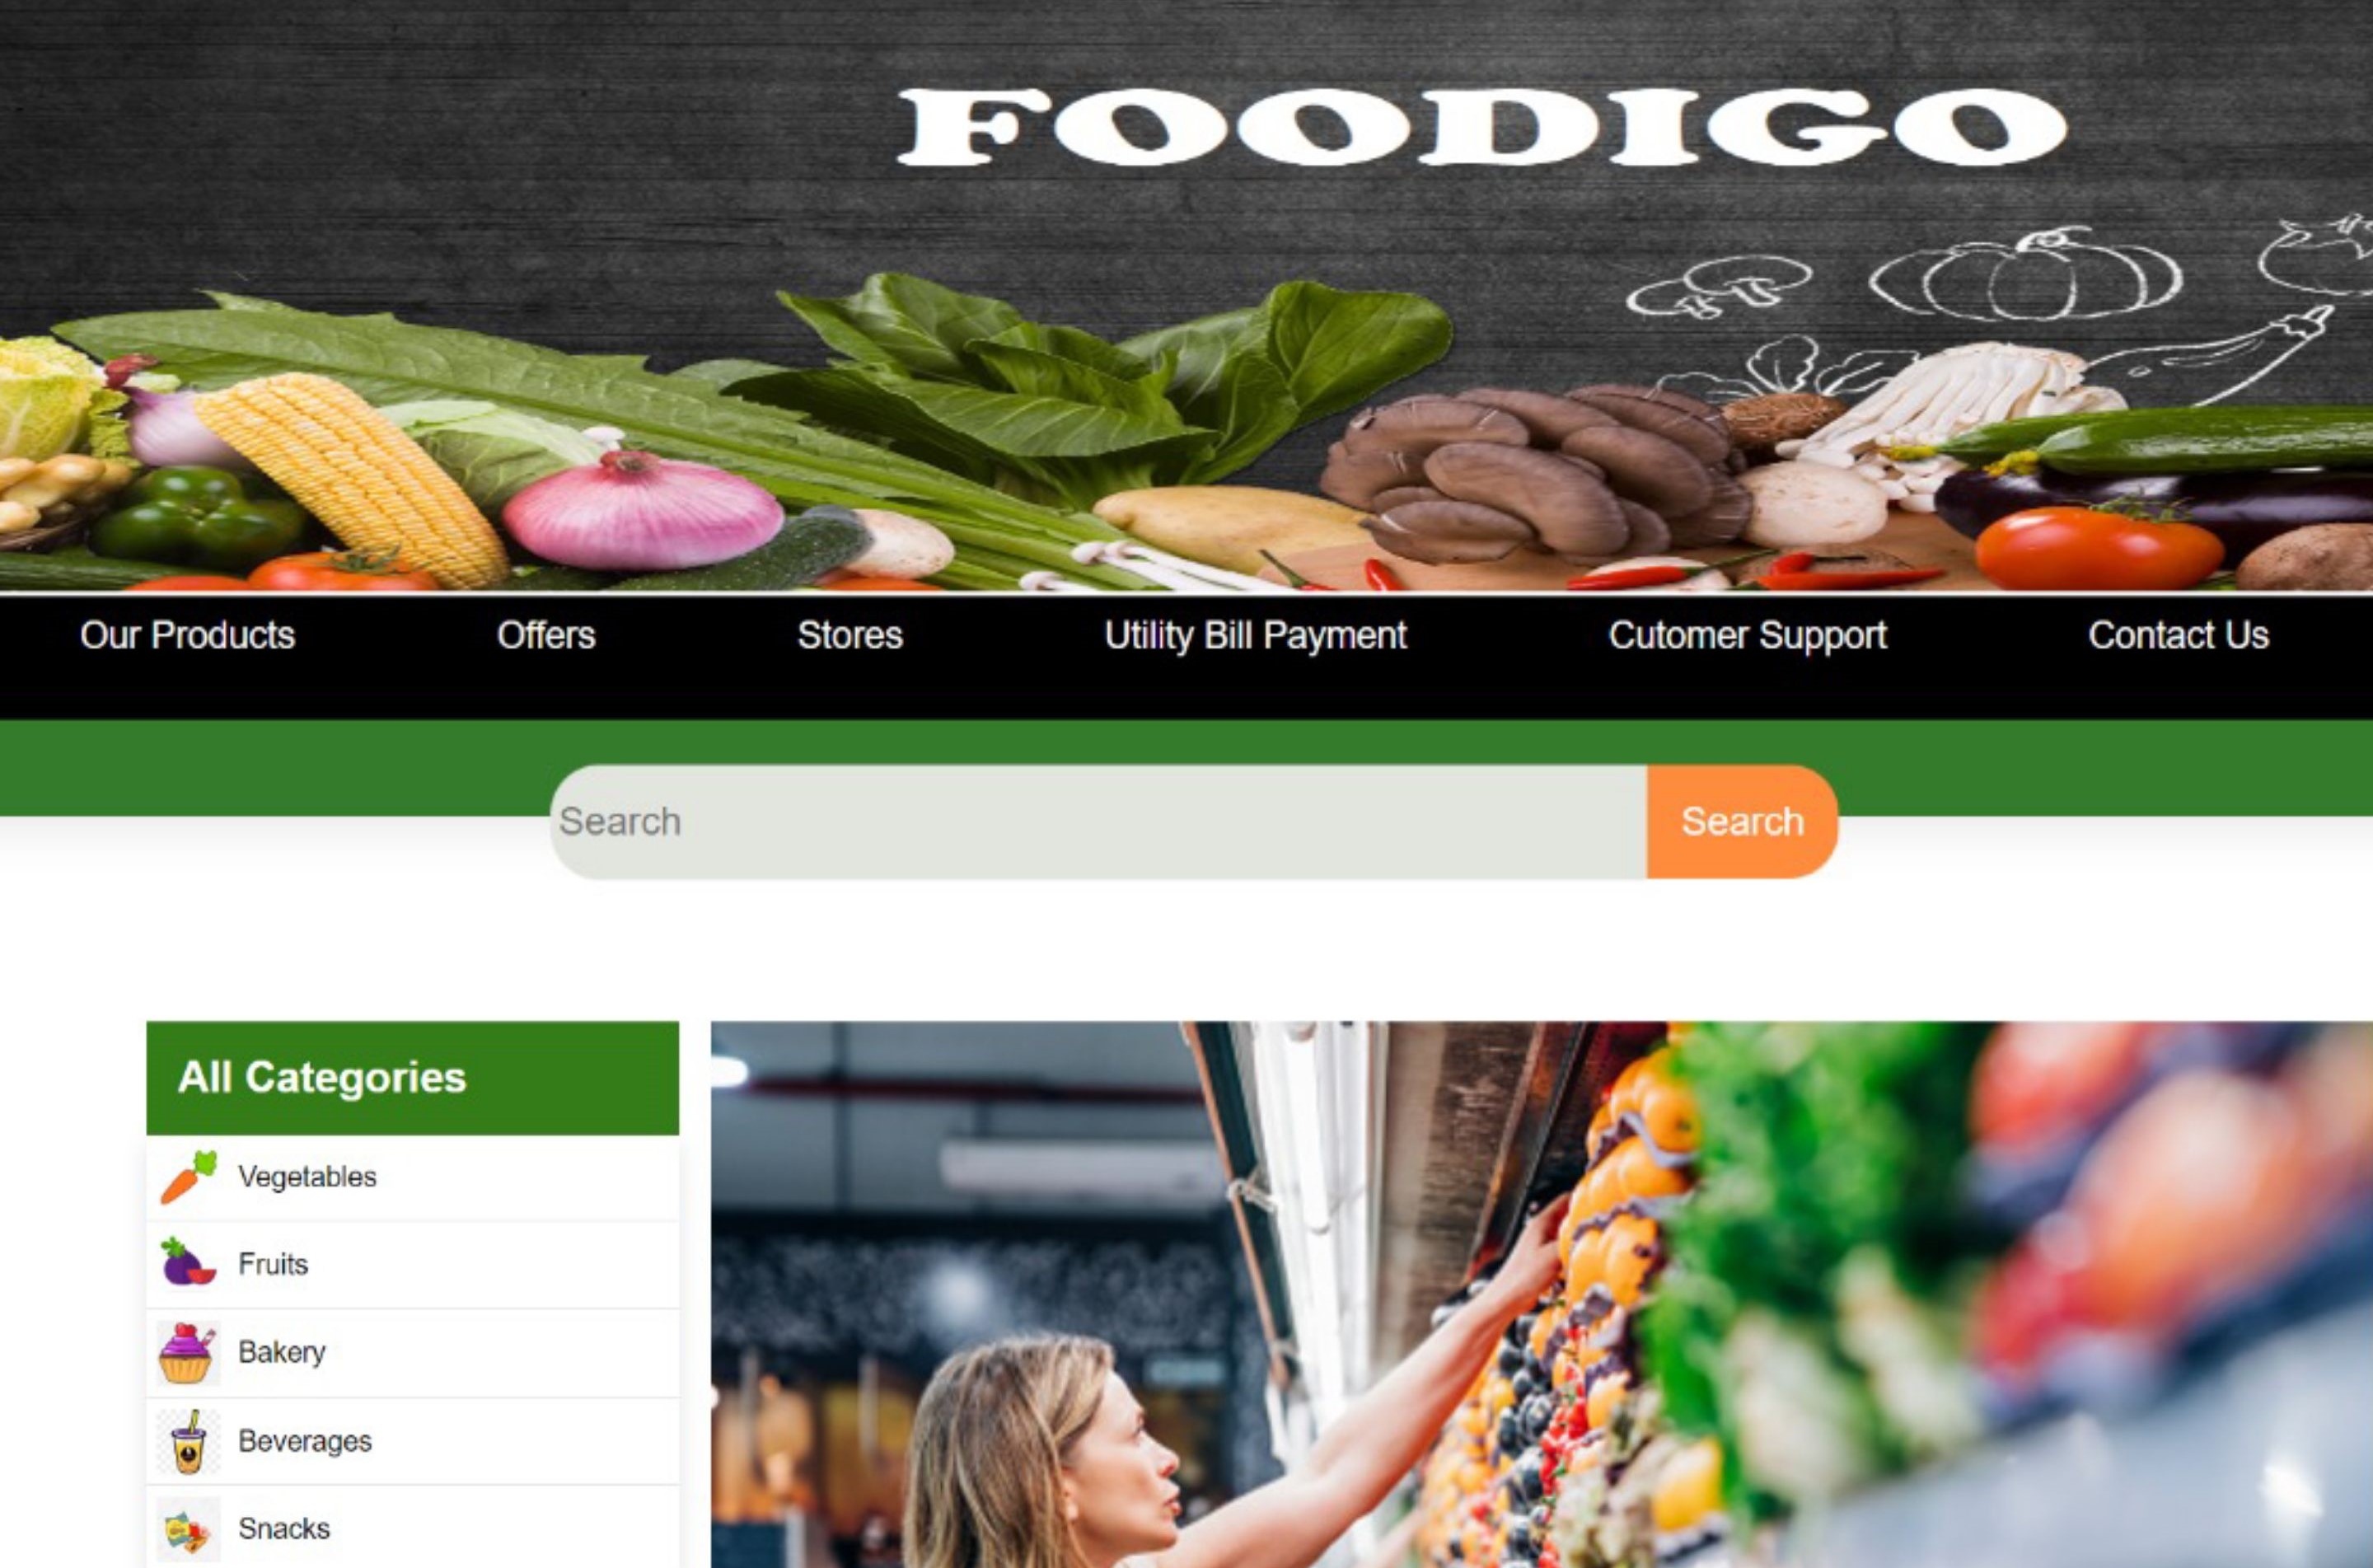 FOODIGO
Our Products Offers Stores Utility Bill Payment Cutomer Support Contact Us
Search Search
All Categories
Vegetables
Fruits
Bakery
Beverages
Snacks